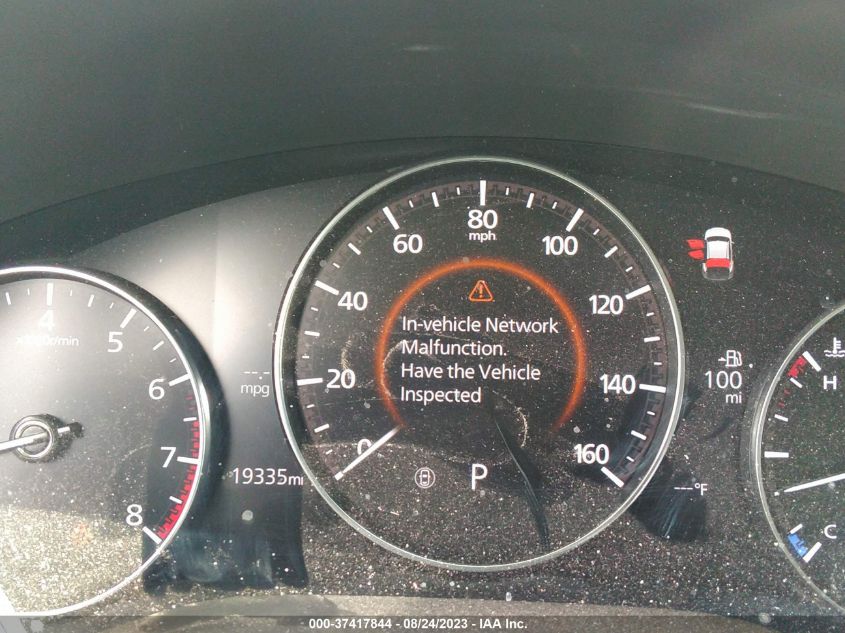 80
mph
60
100
40
120
In-vehicle Network
Malfunction.
Have the Vehicle
Inspected
4
5
x1000r/min
6
7
8
--.-
mpg
20
140
100
mi
H
0
160
19335mi
P
---°F
C
000-37417844 - 08/24/2023 - IAA Inc.